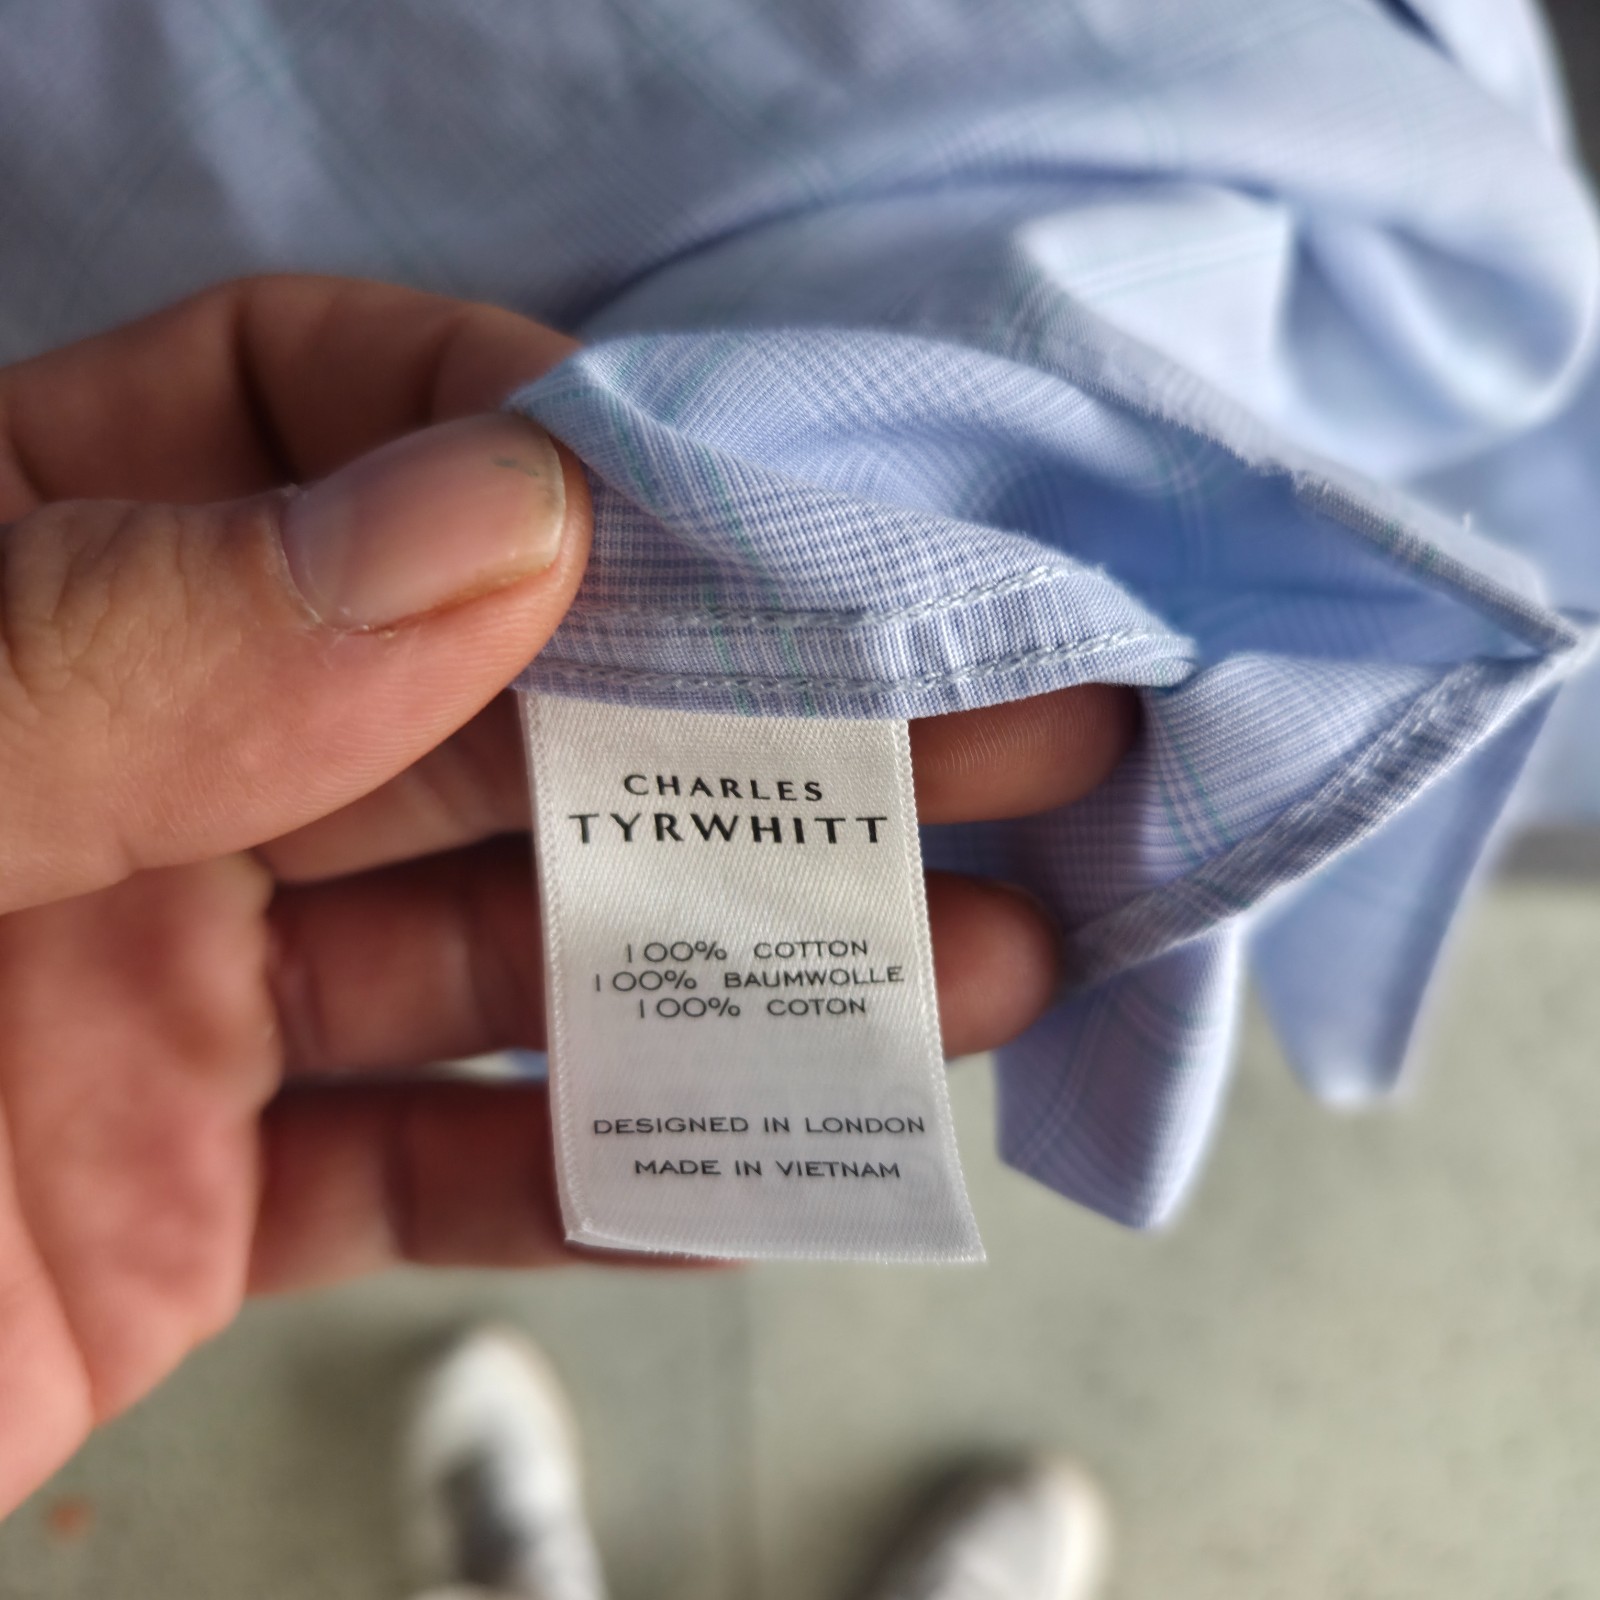 CHARLES
TYRWHITT
100% COTTON
100% BAUMWOLLE
100% COTON
DESIGNED IN LONDON
MADE IN VIETNAM